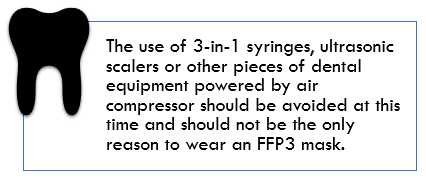 The use of 3-in-1 syringes, ultrasonic
scalers or other pieces of dental
equipment powered by air
compressor should be avoided at this
time and should not be the only
reason to wear an FFP3 mask.